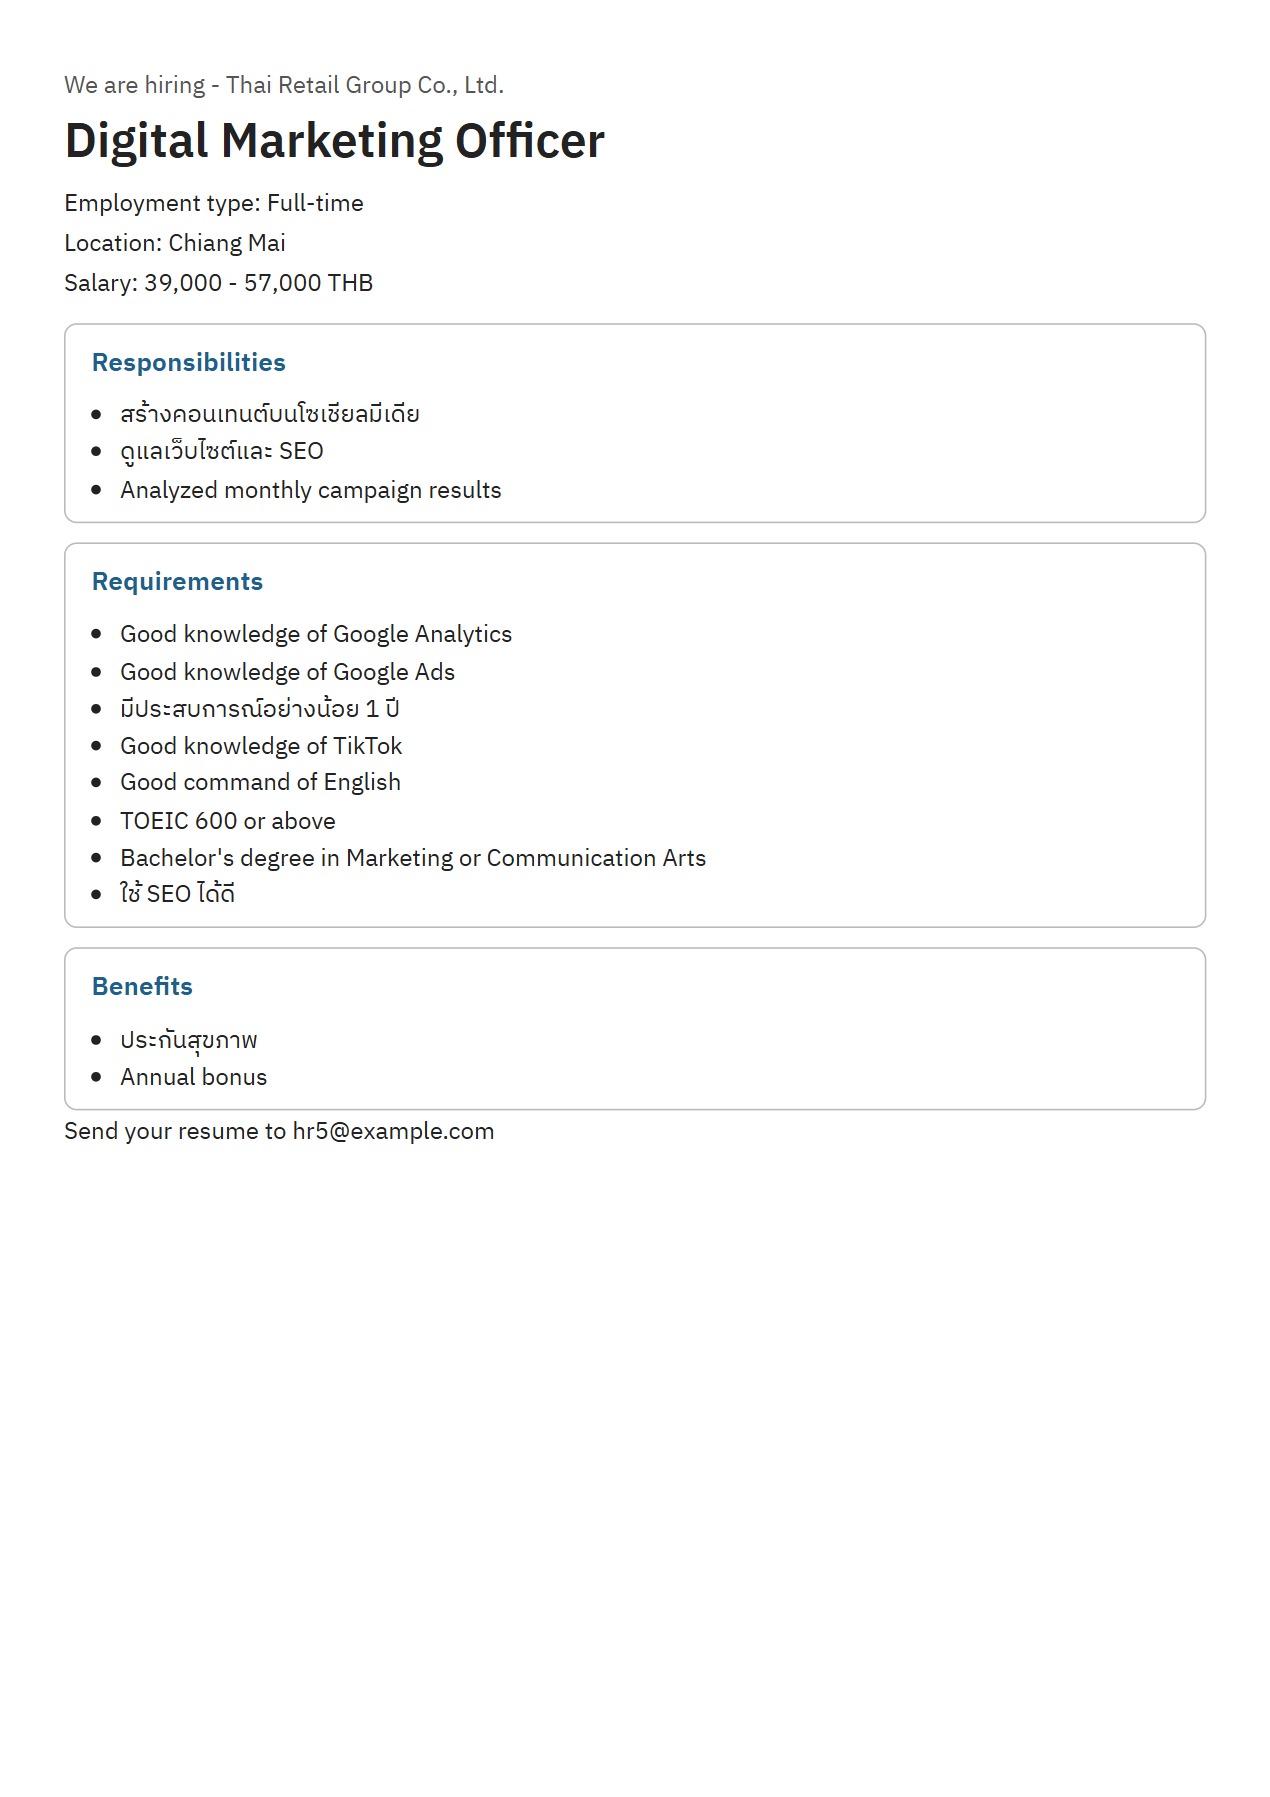 We are hiring - Thai Retail Group Co., Ltd.
Digital Marketing Officer
Employment type: Full-time
Location: Chiang Mai
Salary: 39,000 - 57,000 THB
Responsibilities
สร้างคอนเทนต์บนโซเชียลมีเดีย
ดูแลเว็บไซต์และ SEO
Analyzed monthly campaign results
Requirements
Good knowledge of Google Analytics
Good knowledge of Google Ads
มีประสบการณ์อย่างน้อย 1 ปี
Good knowledge of TikTok
Good command of English
TOEIC 600 or above
Bachelor's degree in Marketing or Communication Arts
ใช้ SEO ได้ดี
Benefits
ประกันสุขภาพ
Annual bonus
Send your resume to hr5@example.com